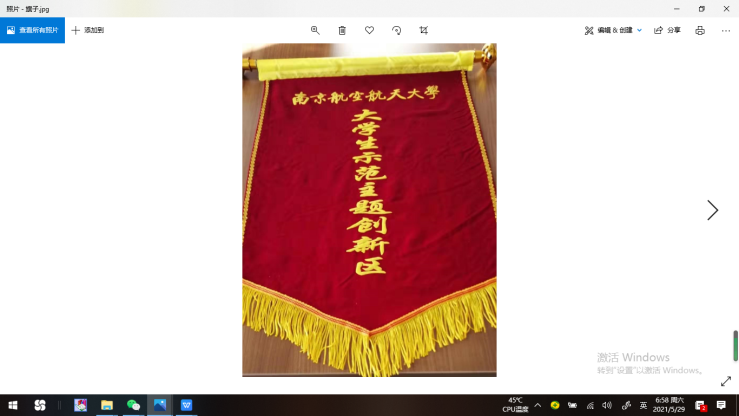 照片 - 旗子.jpg
查看所有照片
添加到
编辑 & 创建
分享
南京航空航天大學
大学生示范主题创新区
激活 Windows
转到"设置"以激活 Windows。
45℃
CPU温度
英
6:58 周六
2021/5/29
2